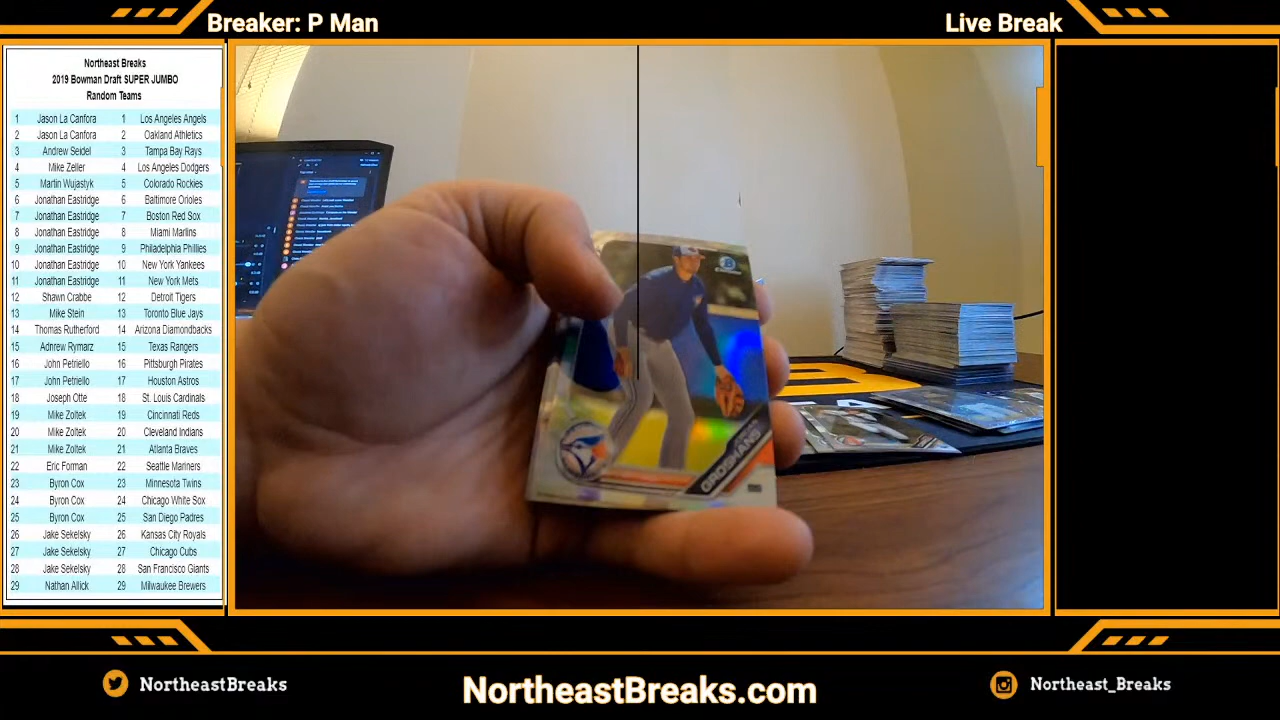 Breaker: P Man
Live Break
Northeast Breaks
2019 Bowman Draft SUPER JUMBO
Random Teams
1 Jason La Canfora 1 Los Angeles Angels
2 Jason La Canfora 2 Oakland Athletics
3 Andrew Seidel 3 Tampa Bay Rays
4 Mike Zeller 4 Los Angeles Dodgers
5 Martin Wujastyk 5 Colorado Rockies
6 Jonathan Eastridge 6 Baltimore Orioles
7 Jonathan Eastridge 7 Boston Red Sox
8 Jonathan Eastridge 8 Miami Marlins
9 Jonathan Eastridge 9 Philadelphia Phillies
10 Jonathan Eastridge 10 New York Yankees
11 Jonathan Eastridge 11 New York Mets
12 Shawn Crabbe 12 Detroit Tigers
13 Mike Stein 13 Toronto Blue Jays
14 Thomas Rutherford 14 Arizona Diamondbacks
15 Adnrew Rymarz 15 Texas Rangers
16 John Petriello 16 Pittsburgh Pirates
17 John Petriello 17 Houston Astros
18 Joseph Otte 18 St. Louis Cardinals
19 Mike Zoltek 19 Cincinnati Reds
20 Mike Zoltek 20 Cleveland Indians
21 Mike Zoltek 21 Atlanta Braves
22 Eric Forman 22 Seattle Mariners
23 Byron Cox 23 Minnesota Twins
24 Byron Cox 24 Chicago White Sox
25 Byron Cox 25 San Diego Padres
26 Jake Sekelsky 26 Kansas City Royals
27 Jake Sekelsky 27 Chicago Cubs
28 Jake Sekelsky 28 San Francisco Giants
29 Nathan Allick 29 Milwaukee Brewers
GROSHANS
NortheastBreaks
NortheastBreaks.com
Northeast_Breaks